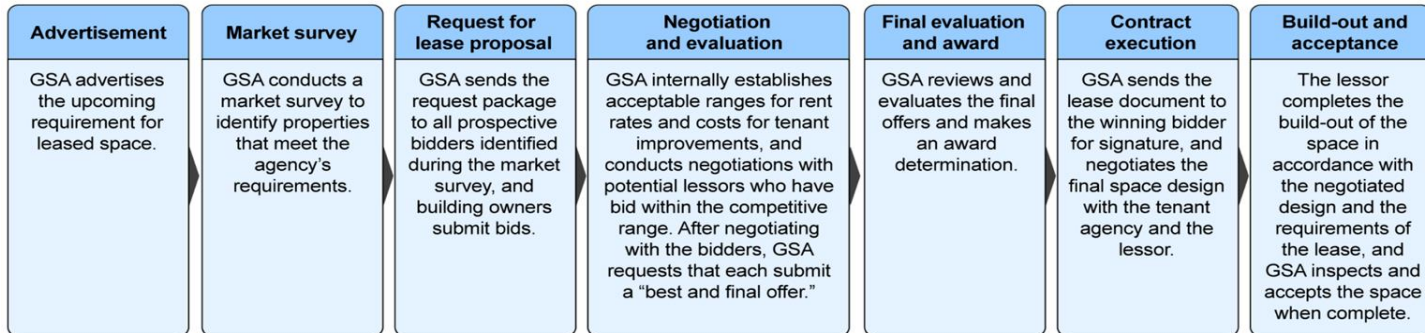 Advertisement
GSA advertises
the upcoming
requirement for
leased space.
Market survey
GSA conducts a
market survey to
identify properties
that meet the
agency’s
requirements.
Request for
lease proposal
GSA sends the
request package
to all prospective
bidders identified
during the market
survey, and
building owners
submit bids.
Negotiation
and evaluation
GSA internally establishes
acceptable ranges for rent
rates and costs for tenant
improvements, and
conducts negotiations with
potential lessors who have
bid within the competitive
range. After negotiating
with the bidders, GSA
requests that each submit
a “best and final offer.”
Final evaluation
and award
GSA reviews and
evaluates the final
offers and makes
an award
determination.
Contract
execution
GSA sends the
lease document to
the winning bidder
for signature, and
negotiates the
final space design
with the tenant
agency and the
lessor.
Build-out and
acceptance
The lessor
completes the
build-out of the
space in
accordance with
the negotiated
design and the
requirements of
the lease, and
GSA inspects and
accepts the space
when complete.